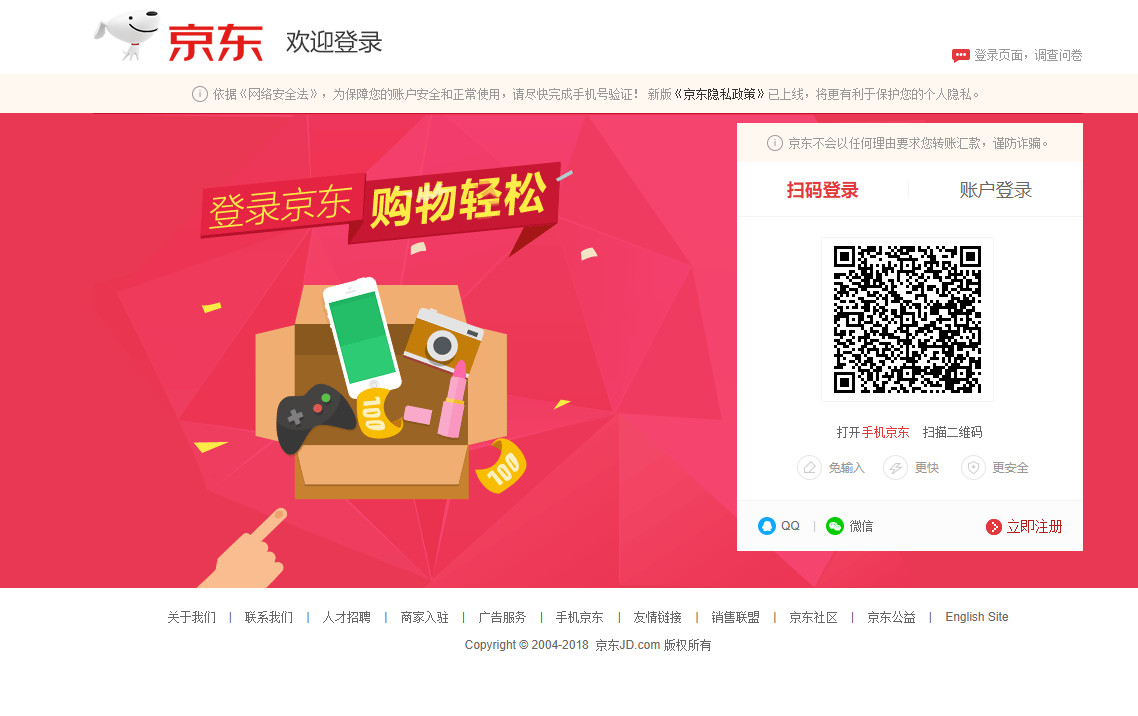 京东 欢迎登录
登录页面，调查问卷
依据《网络安全法》，为保障您的账户安全和正常使用，请尽快完成手机号验证！ 新版《京东隐私政策》已上线，将更有利于保护您的个人隐私。
京东不会以任何理由要求您转账汇款，谨防诈骗。
登录京东 购物轻松
100
100
扫码登录 账户登录
打开手机京东 扫描二维码
免输入 更快 更安全
QQ | 微信 立即注册
关于我们 | 联系我们 | 人才招聘 | 商家入驻 | 广告服务 | 手机京东 | 友情链接 | 销售联盟 | 京东社区 | 京东公益 | English Site
Copyright © 2004-2018 京东JD.com 版权所有